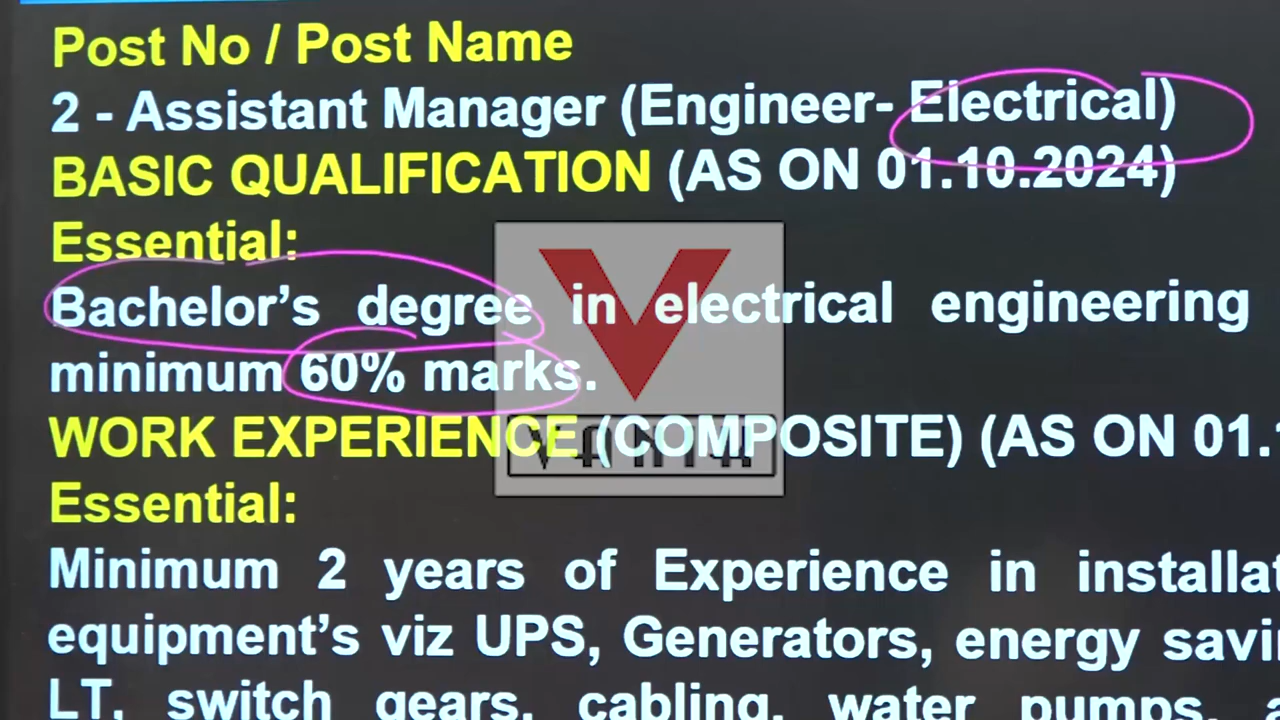 Post No / Post Name
2 - Assistant Manager (Engineer- Electrical)
BASIC QUALIFICATION (AS ON 01.10.2024)
Essential:
Bachelor’s degree in electrical engineering
minimum 60% marks.
WORK EXPERIENCE (COMPOSITE) (AS ON 01.
Essential:
Minimum 2 years of Experience in
equipment’s viz UPS, Generators, energy
LT, switch gears, cabling, water pumps,